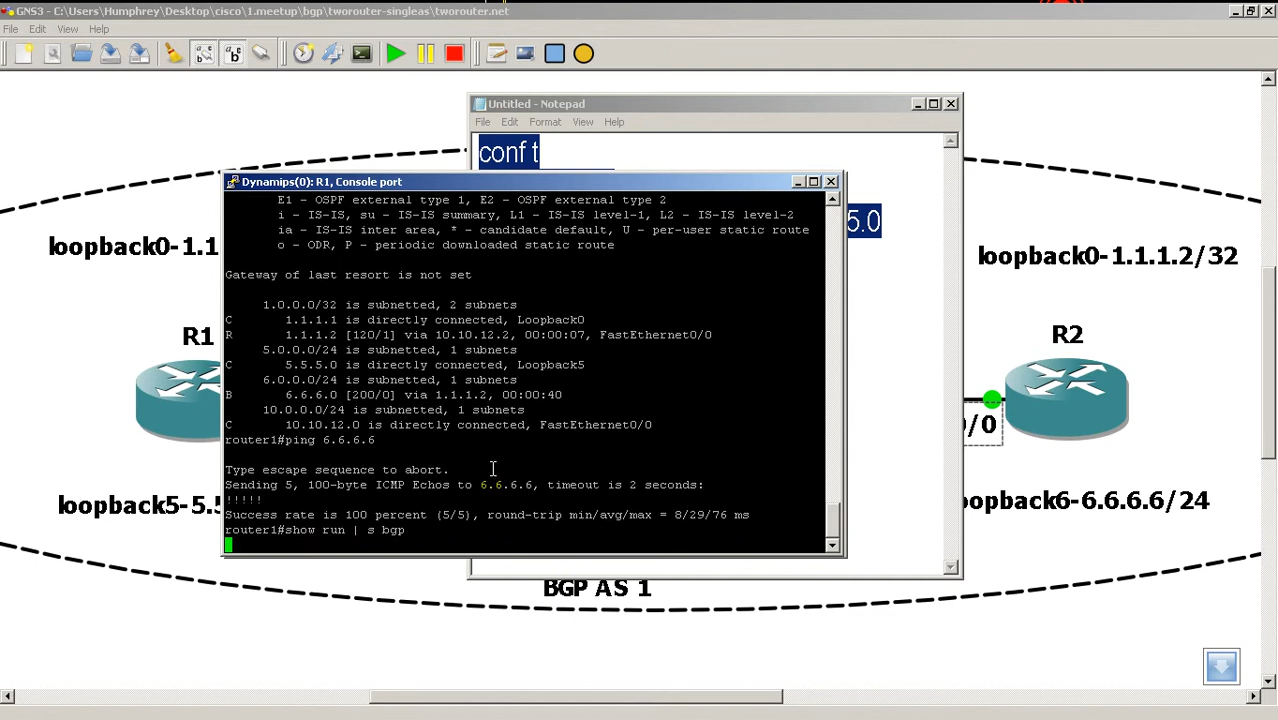 GNS3 - C:\Users\Humphrey\Desktop\cisco\1.meetup\bgp\tworouter-singleas\tworouter.net
File Edit View Help
Untitled - Notepad
File Edit Format View Help
conf t
Dynamips(0): R1, Console port
E1 - OSPF external type 1, E2 - OSPF external type 2
i - IS-IS, su - IS-IS summary, L1 - IS-IS level-1, L2 - IS-IS level-2
ia - IS-IS inter area, * - candidate default, U - per-user static route
o - ODR, P - periodic downloaded static route
Gateway of last resort is not set
1.0.0.0/32 is subnetted, 2 subnets
C 1.1.1.1 is directly connected, Loopback0
R 1.1.1.2 [120/1] via 10.10.12.2, 00:00:07, FastEthernet0/0
5.0.0.0/24 is subnetted, 1 subnets
C 5.5.5.0 is directly connected, Loopback5
6.0.0.0/24 is subnetted, 1 subnets
B 6.6.6.0 [200/0] via 1.1.1.2, 00:00:40
10.0.0.0/24 is subnetted, 1 subnets
C 10.10.12.0 is directly connected, FastEthernet0/0
router1#ping 6.6.6.6
Type escape sequence to abort.
Sending 5, 100-byte ICMP Echos to 6.6.6.6, timeout is 2 seconds:
!!!!!
Success rate is 100 percent (5/5), round-trip min/avg/max = 8/29/76 ms
router1#show run | s bgp
5.0
loopback0-1.1
R1
loopback5-5.5
loopback0-1.1.1.2/32
R2
0/0
loopback6-6.6.6.6/24
BGP AS 1